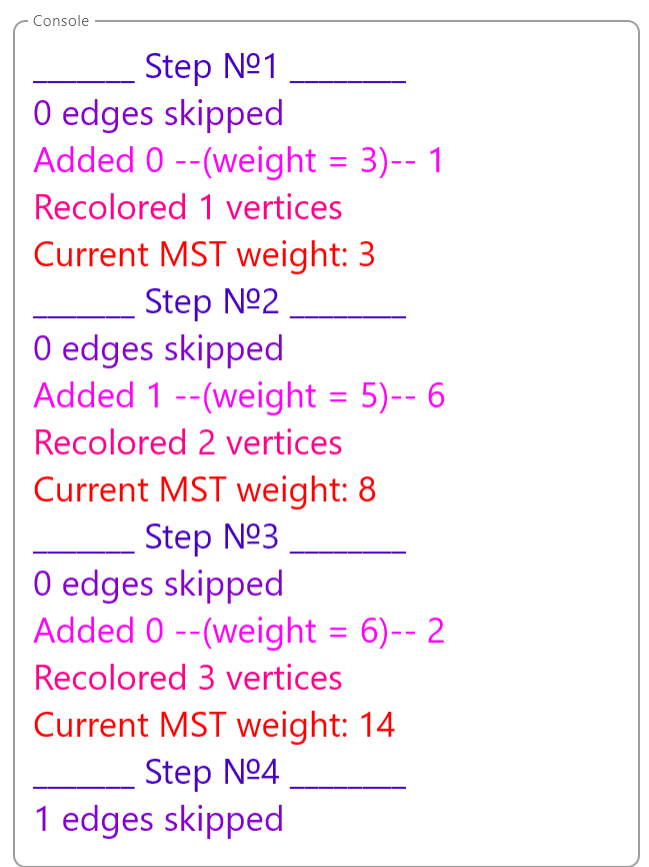 Console
_______ Step №1 ________
0 edges skipped
Added 0 --(weight = 3)-- 1
Recolored 1 vertices
Current MST weight: 3
_______ Step №2 ________
0 edges skipped
Added 1 --(weight = 5)-- 6
Recolored 2 vertices
Current MST weight: 8
_______ Step №3 ________
0 edges skipped
Added 0 --(weight = 6)-- 2
Recolored 3 vertices
Current MST weight: 14
_______ Step №4 ________
1 edges skipped